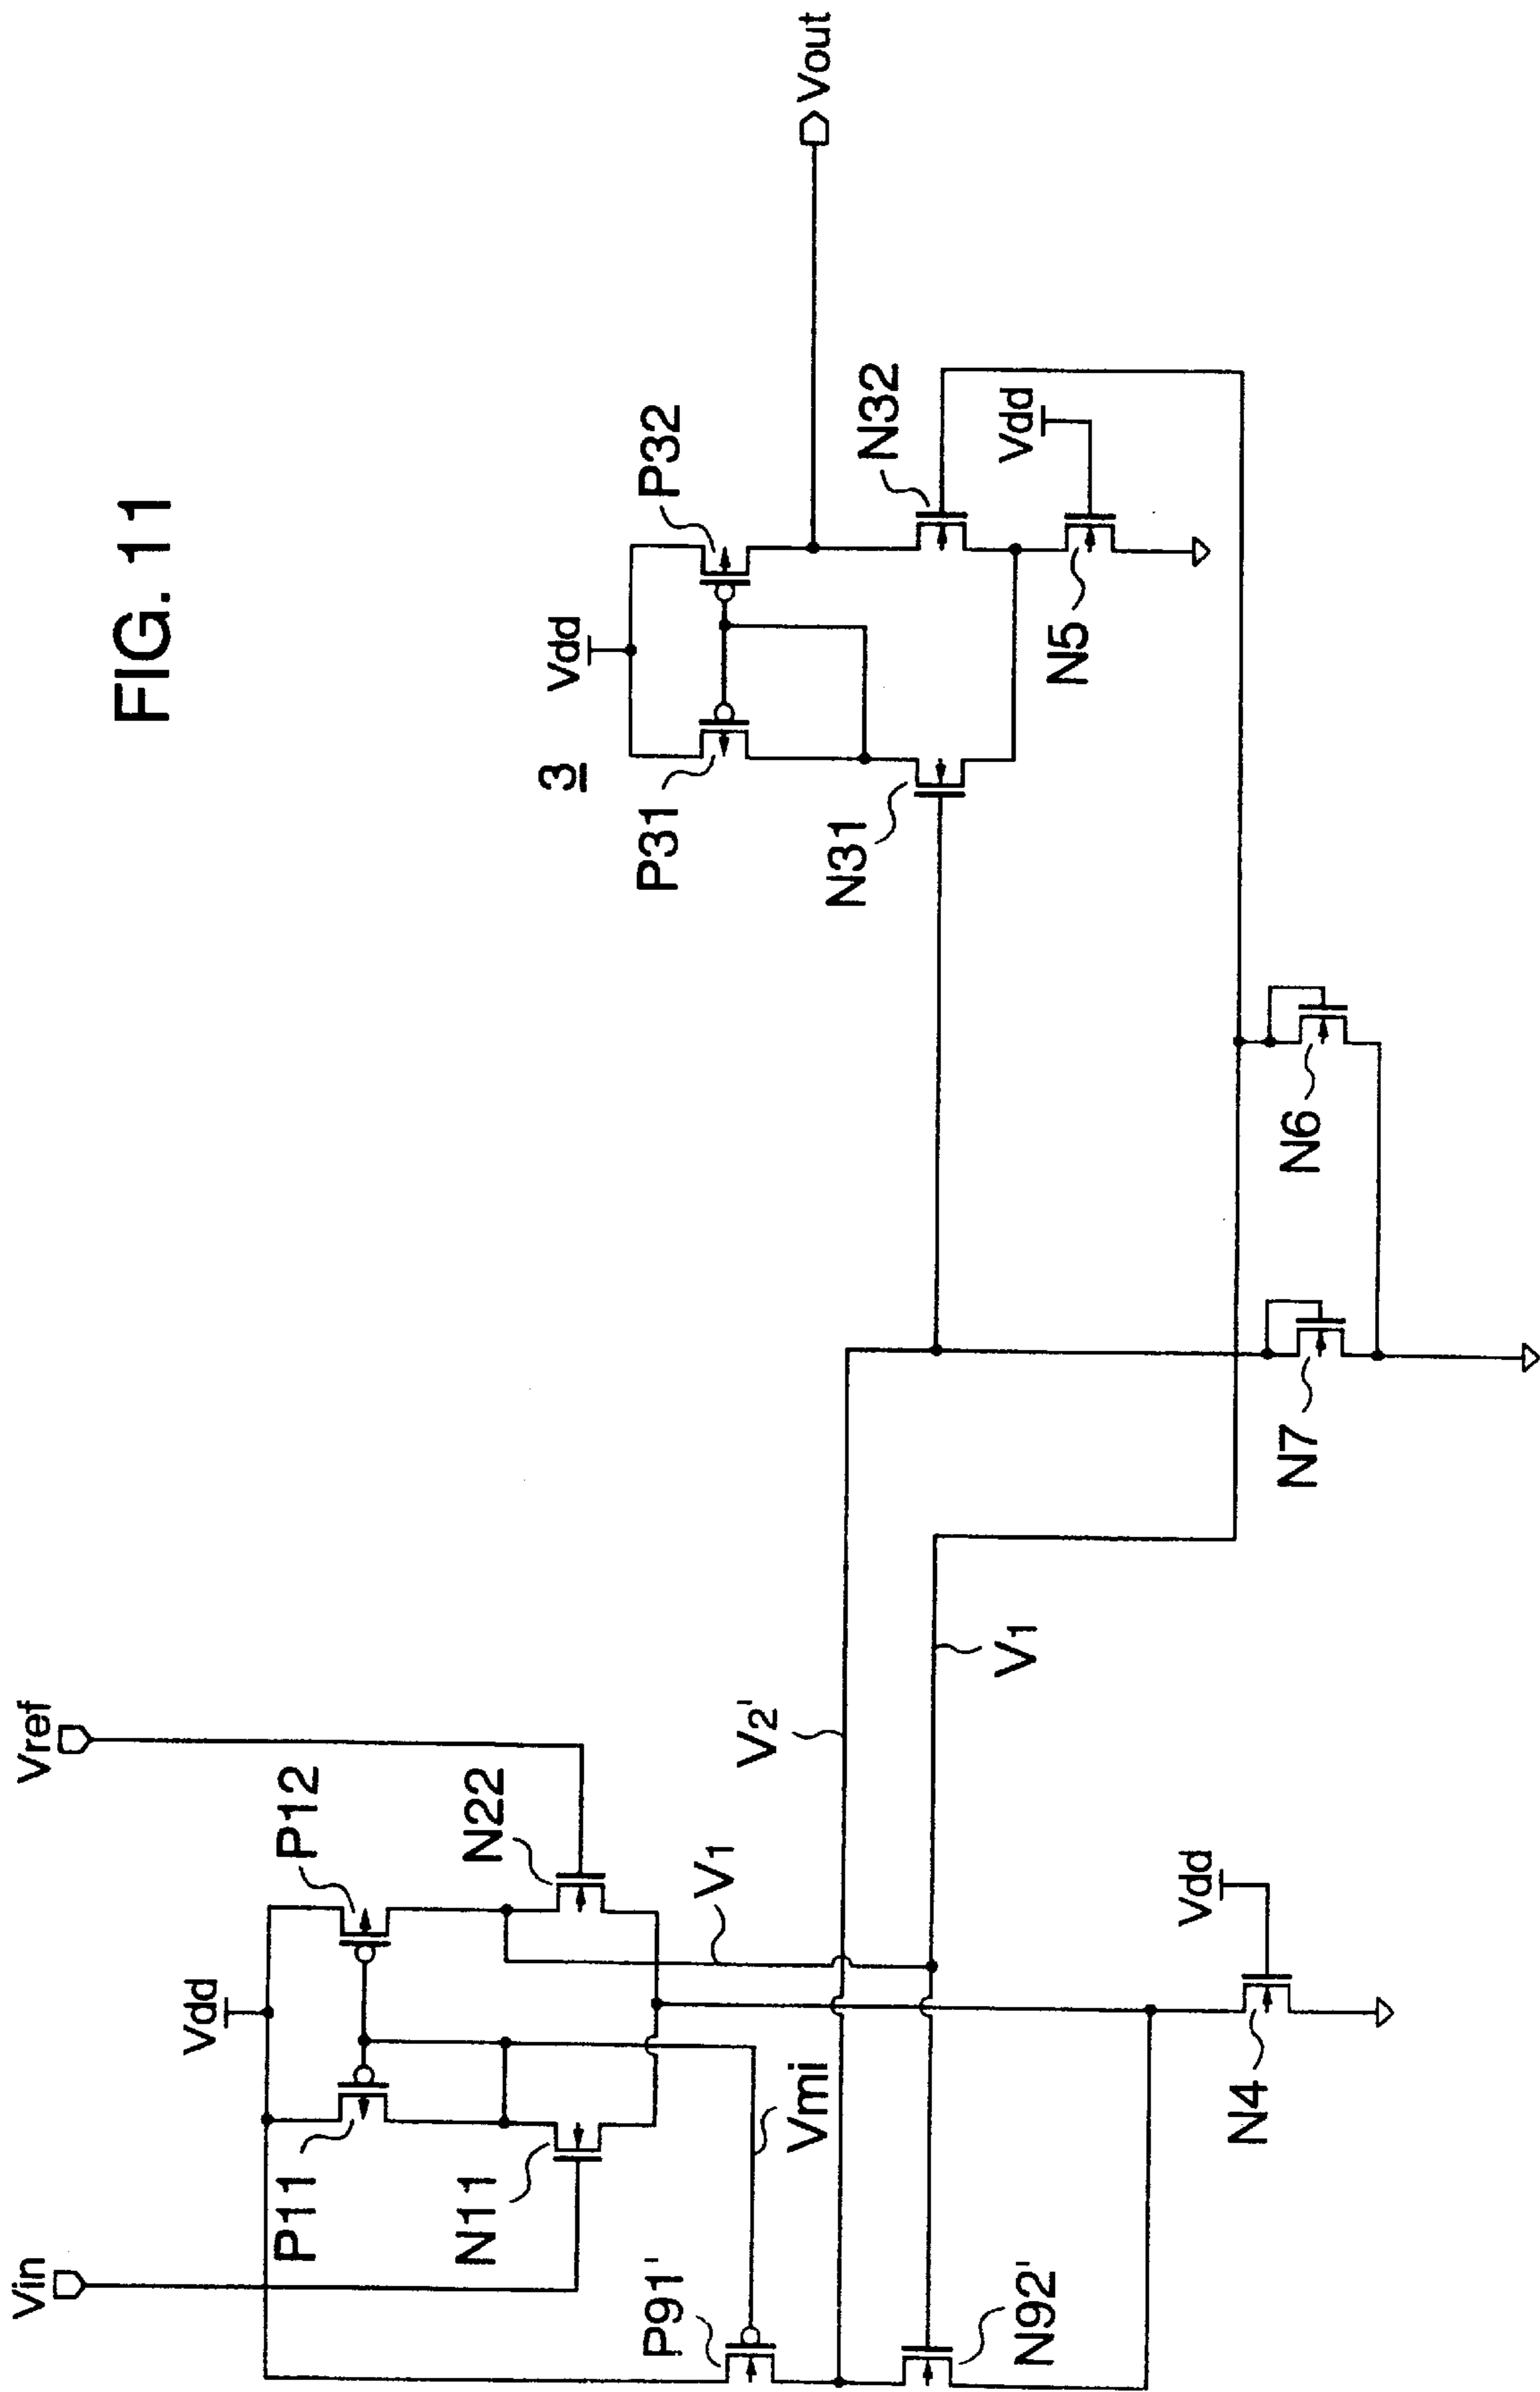 FIG. 11
Vin
Vref
Vdd
P11
P12
N11
N22
V1
Vmi
P91'
N92'
V2'
V1
Vdd
N4
N7
N6
3
Vdd
P31
P32
N31
N32
Vdd
N5
Vout